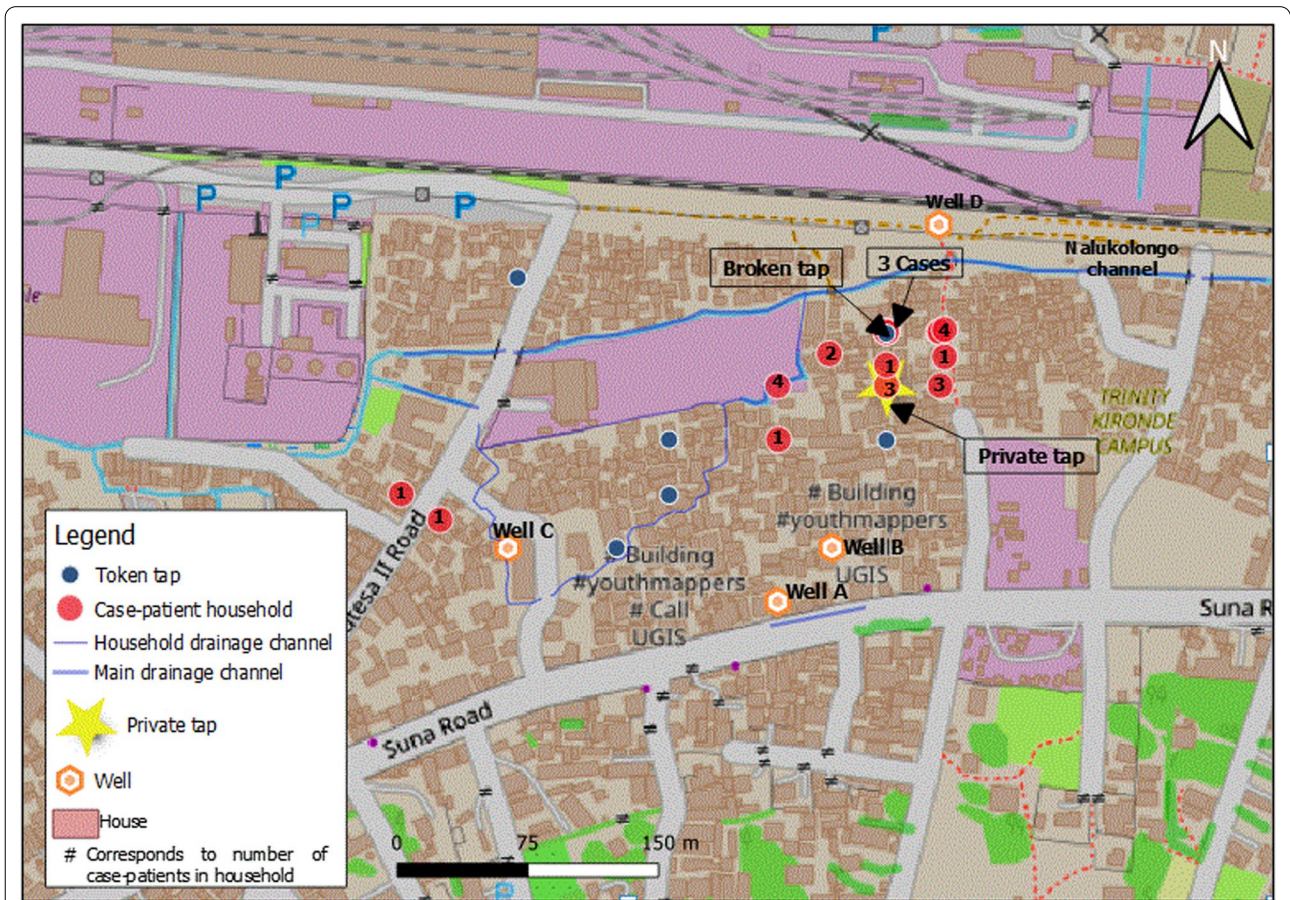 P
N
P
P
P
P
P
Well D
Nalukolongo
channel
Broken tap
3 Cases
4
2
1
1
4
3
3
1
TRINITY
KIRONDE
CAMPUS
Private tap
1
1
# Building
#youthmappers
UGIS
Well C
Well B
# Building
#youthmappers
# Call
UGIS
Well A
Suna R
tesa II Road
Suna Road
Legend
Token tap
Case-patient household
Household drainage channel
Main drainage channel
Private tap
Well
House
# Corresponds to number of
case-patients in household
0 75 150 m
P